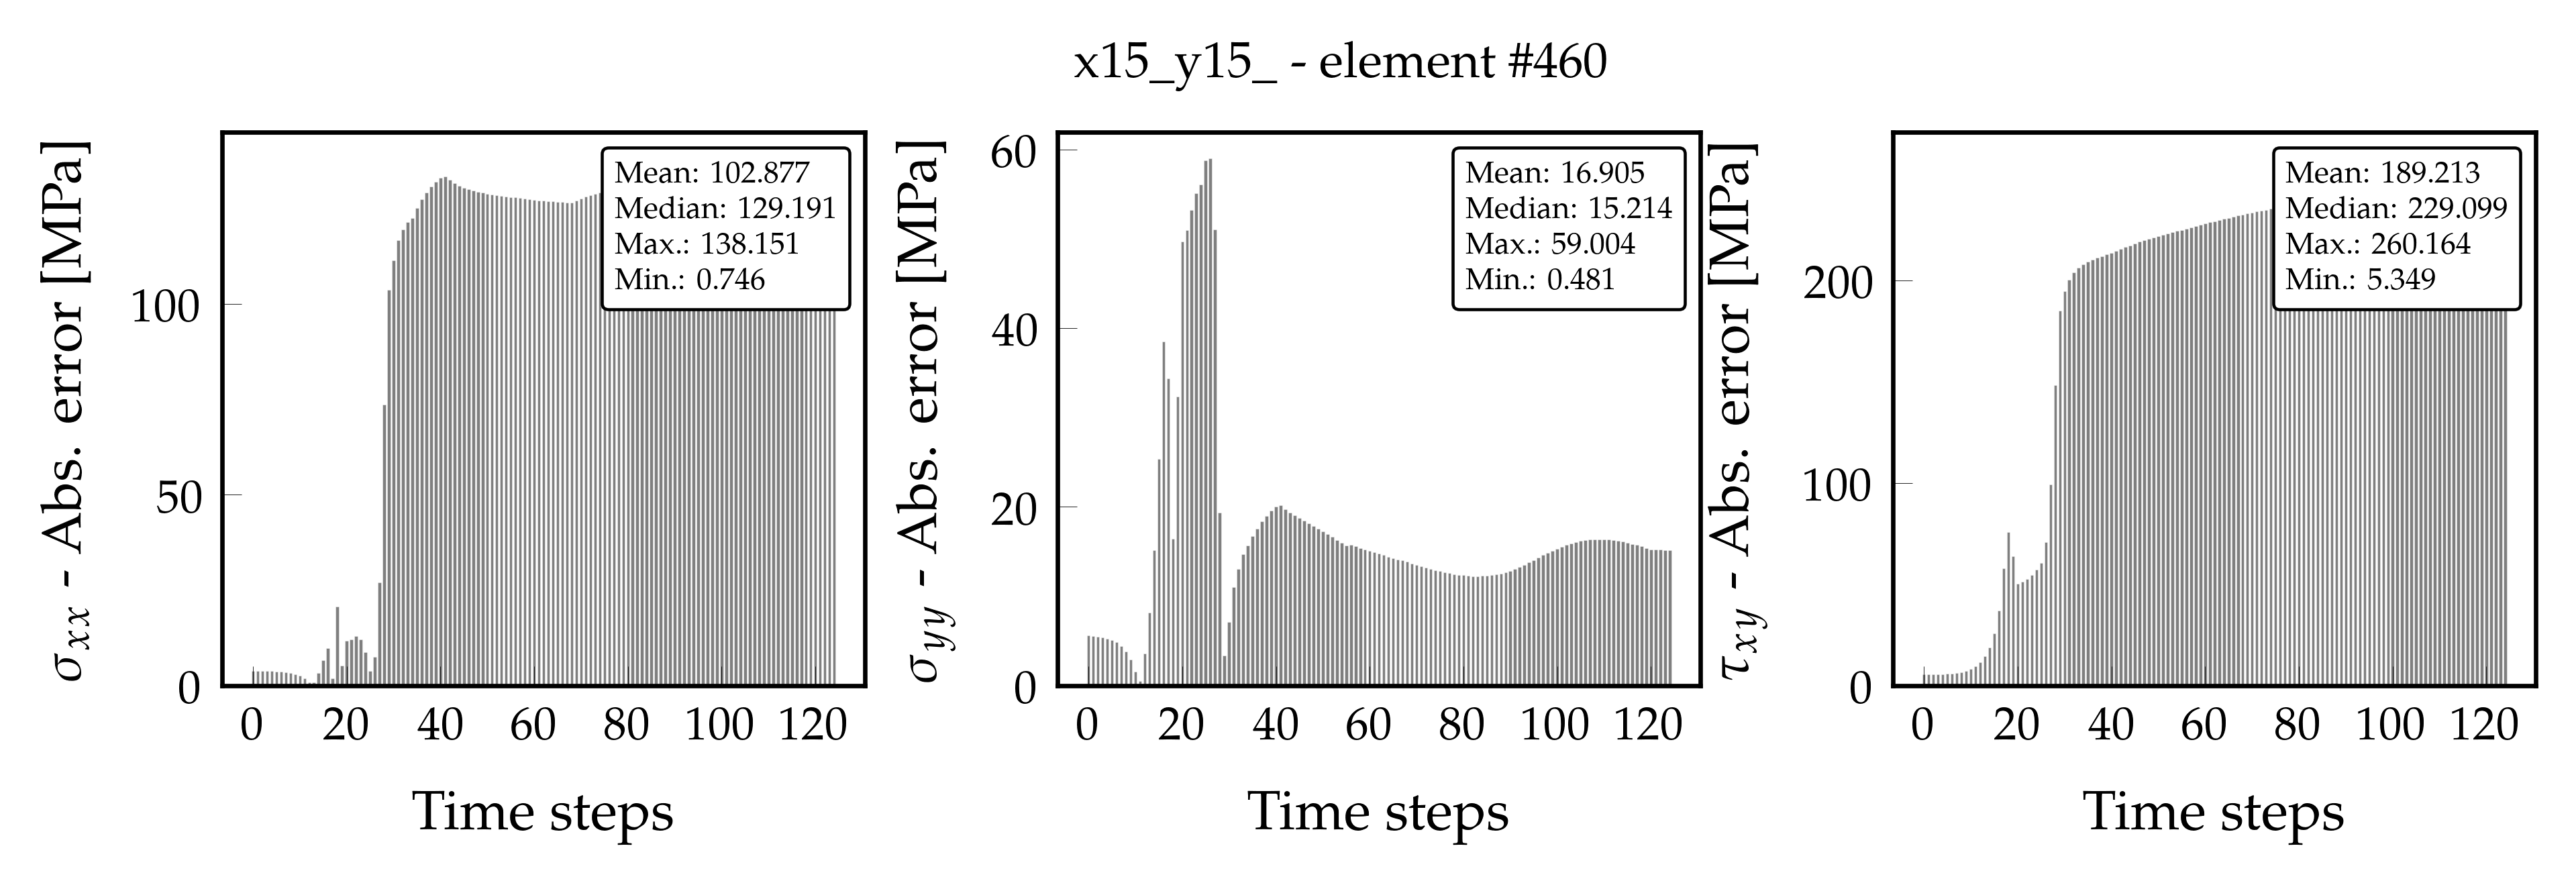 x15_y15_ - element #460
σxx - Abs. error [MPa]
100
50
0
0 20 40 60 80 100 120
Time steps
Mean: 102.877
Median: 129.191
Max.: 138.151
Min.: 0.746
σyy - Abs. error [MPa]
60
40
20
0
0 20 40 60 80 100 120
Time steps
Mean: 16.905
Median: 15.214
Max.: 59.004
Min.: 0.481
τxy - Abs. error [MPa]
200
100
0
0 20 40 60 80 100 120
Time steps
Mean: 189.213
Median: 229.099
Max.: 260.164
Min.: 5.349